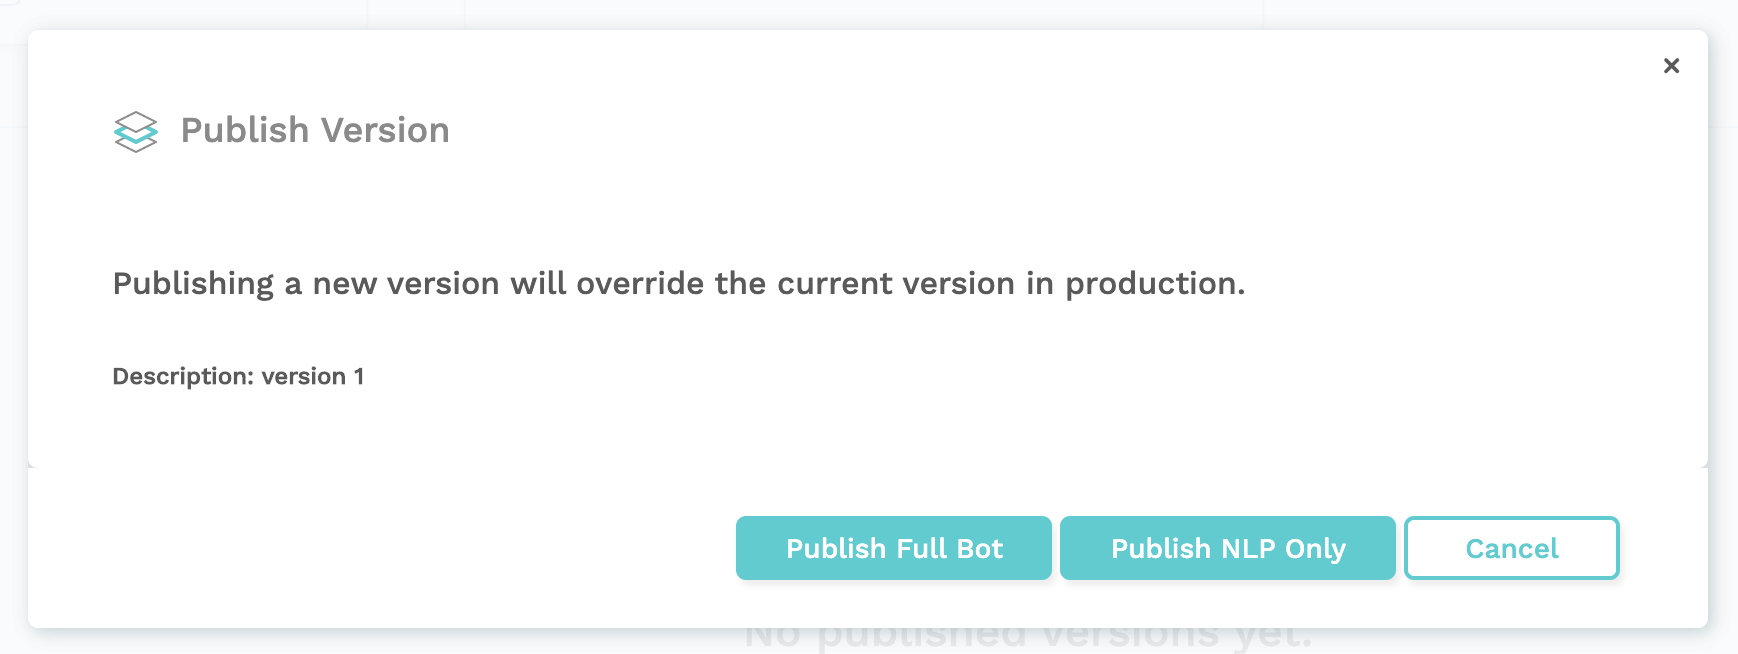 Publish Version
Publishing a new version will override the current version in production.
Description: version 1
Publish Full Bot
Publish NLP Only
Cancel
No published versions yet.